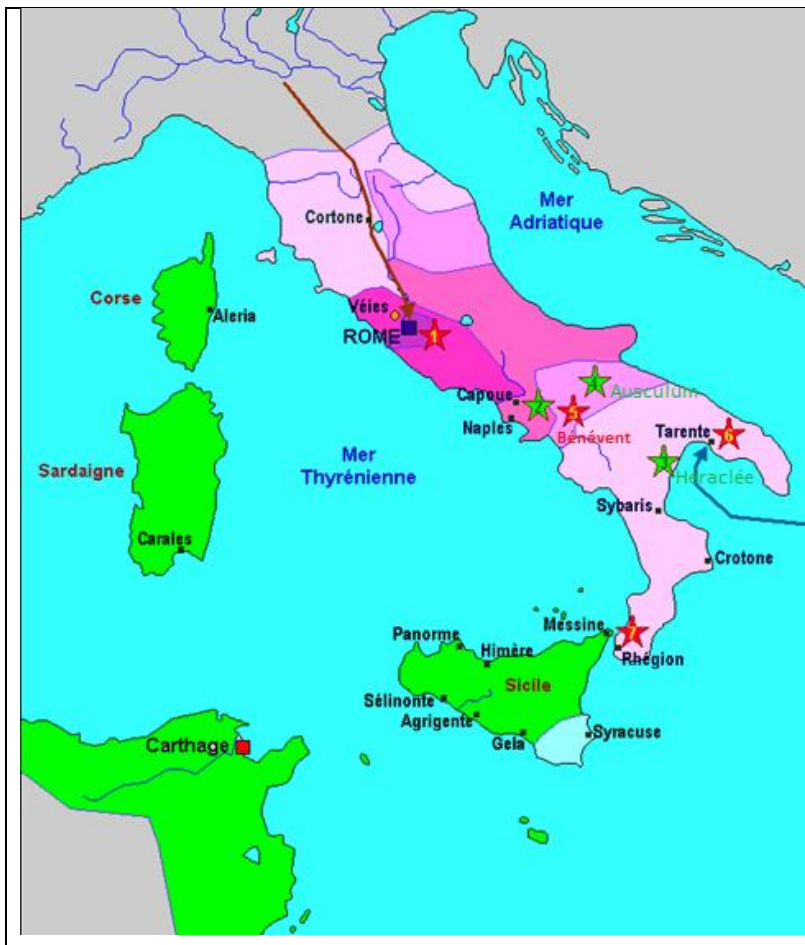 Mer
Adriatique
Cortone
Corse
Aleria
Véies
ROME
1
Capoue
2
4
Ausculum
5
Naples
Bénévent
Tarente
6
3
Héraclée
Sardaigne
Mer
Thyrénienne
Sybaris
Carales
Crotone
Messine
7
Panorme
Himère
Rhégion
Sicile
Sélinonte
Agrigente
Gela
Syracuse
Carthage